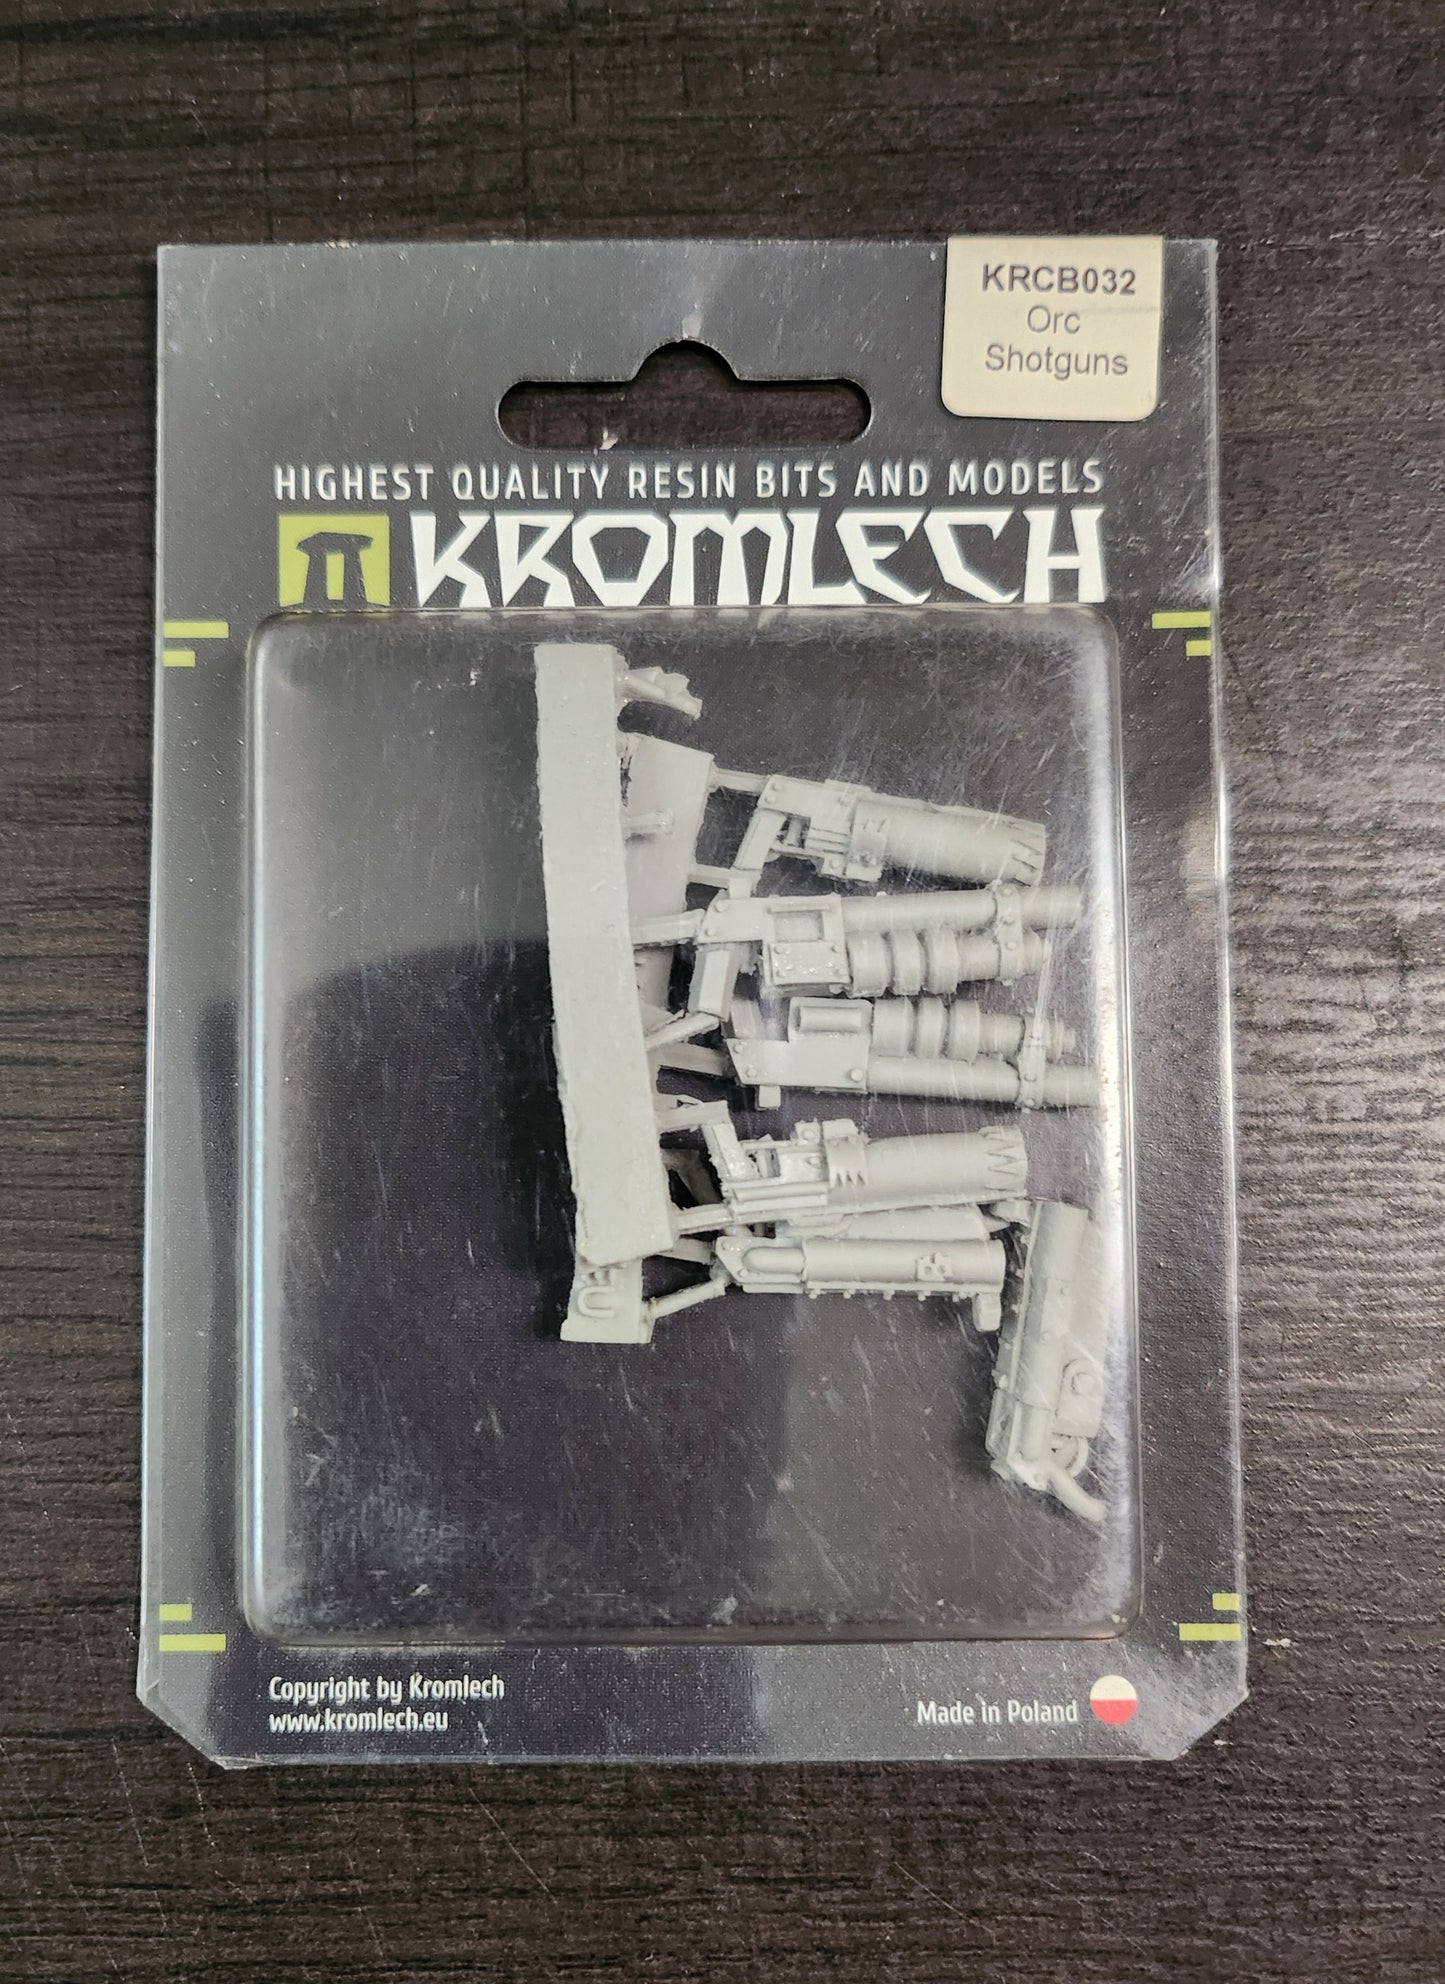 KRCB032
Orc
Shotguns
HIGHEST QUALITY RESIN BITS AND MODELS
KROMLECH
Copyright by Kromlech
www.kromlech.eu
Made in Poland